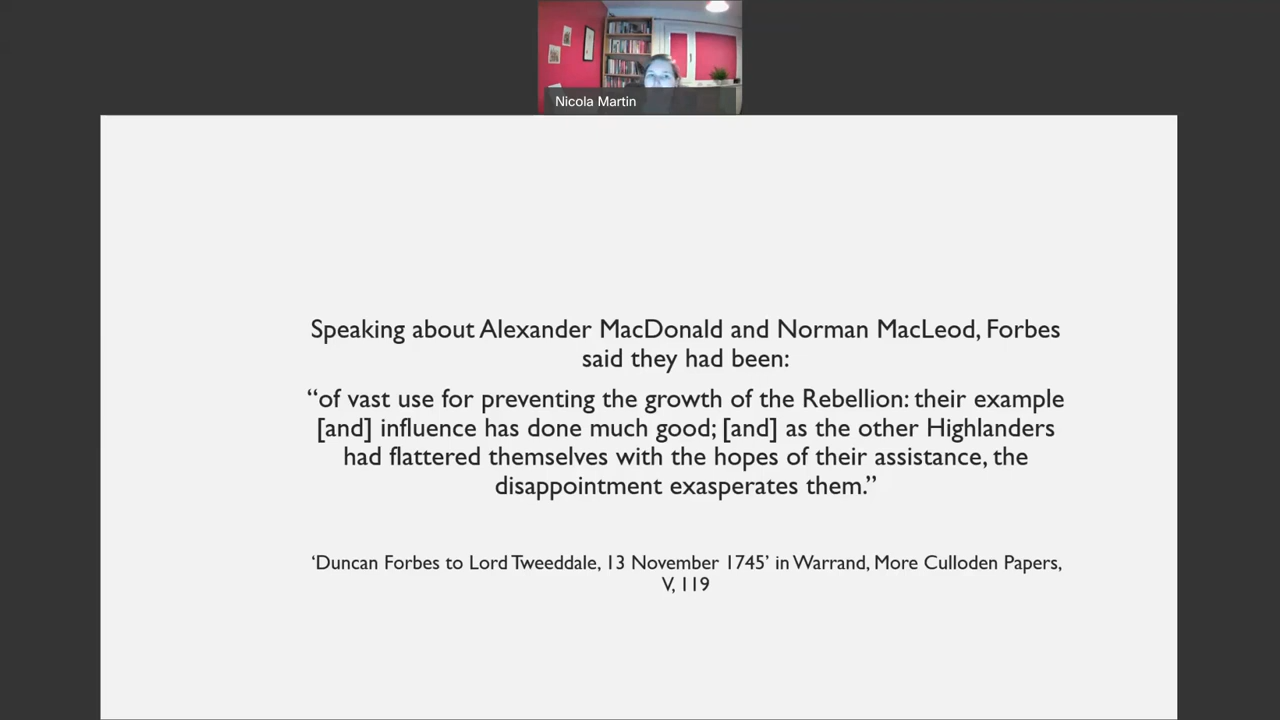 Nicola Martin
Speaking about Alexander MacDonald and Norman MacLeod, Forbes
said they had been:
“of vast use for preventing the growth of the Rebellion: their example
[and] influence has done much good; [and] as the other Highlanders
had flattered themselves with the hopes of their assistance, the
disappointment exasperates them.”
‘Duncan Forbes to Lord Tweeddale, 13 November 1745’ in Warrand, More Culloden Papers,
V, 119